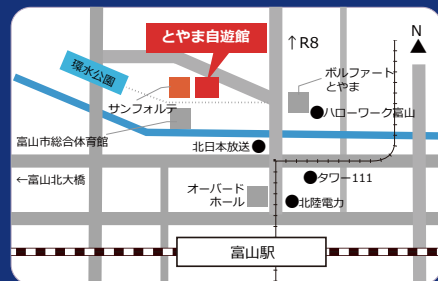 とやま自遊館
N
↑R8
環水公園
ボルファート
とやま
サンフォルテ
ハローワーク富山
富山市総合体育館
北日本放送
←富山北大橋
タワー111
オーバード
ホール
北陸電力
富山駅